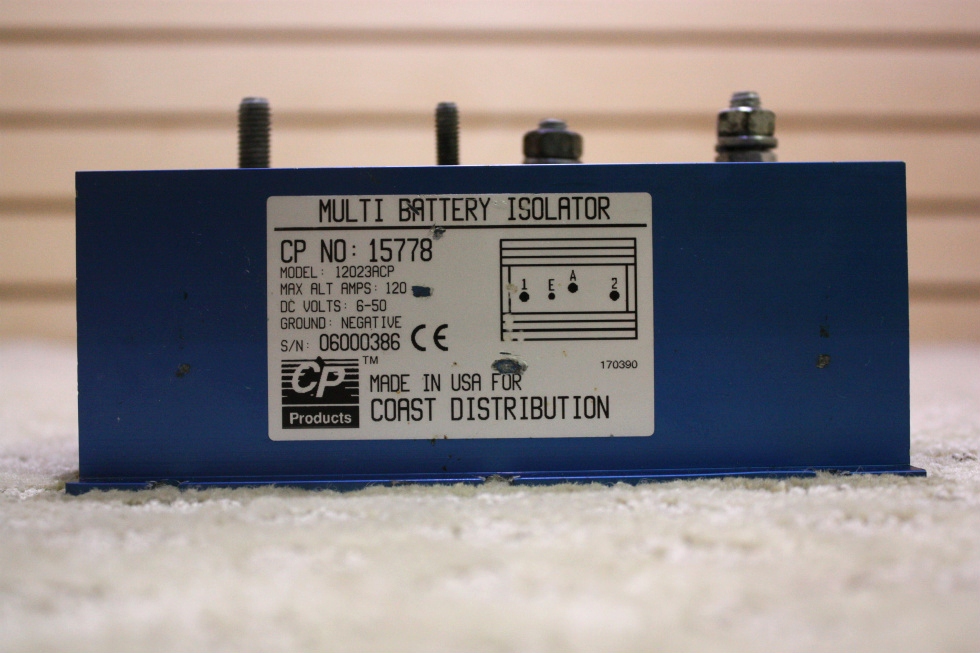 MULTI BATTERY ISOLATOR
CP NO: 15778
MODEL: 12023ACP
MAX ALT AMPS: 120
DC VOLTS: 6-50
GROUND: NEGATIVE
S/N: 06000386 CE
1 E A 2
170390
CP TM
Products
MADE IN USA FOR
COAST DISTRIBUTION